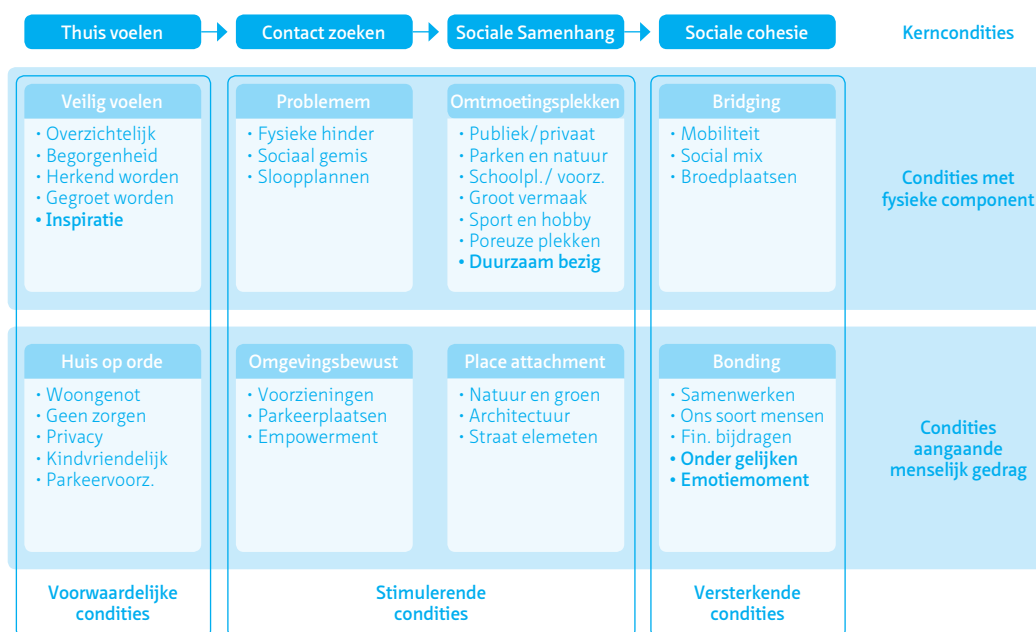 Thuis voelen
Contact zoeken
Sociale Samenhang
Sociale cohesie
Kerncondities
Veilig voelen
• Overzichtelijk
• Begorgenheid
• Herkend worden
• Gegroet worden
• Inspiratie
Problemem
• Fysieke hinder
• Sociaal gemis
• Sloopplannen
Omtmoetingsplekken
• Publiek/privaat
• Parken en natuur
• Schoolpl./ voorz.
• Groot vermaak
• Sport en hobby
• Poreuze plekken
• Duurzaam bezig
Bridging
• Mobiliteit
• Social mix
• Broedplaatsen
Condities met
fysieke component
Huis op orde
• Woongenot
• Geen zorgen
• Privacy
• Kindvriendelijk
• Parkeervoorz.
Omgevingsbewust
• Voorzieningen
• Parkeerplaatsen
• Empowerment
Place attachment
• Natuur en groen
• Architectuur
• Straat elemeten
Bonding
• Samenwerken
• Ons soort mensen
• Fin. bijdragen
• Onder gelijken
• Emotiemoment
Condities
aangaande
menselijk gedrag
Voorwaardelijke
condities
Stimulerende
condities
Versterkende
condities